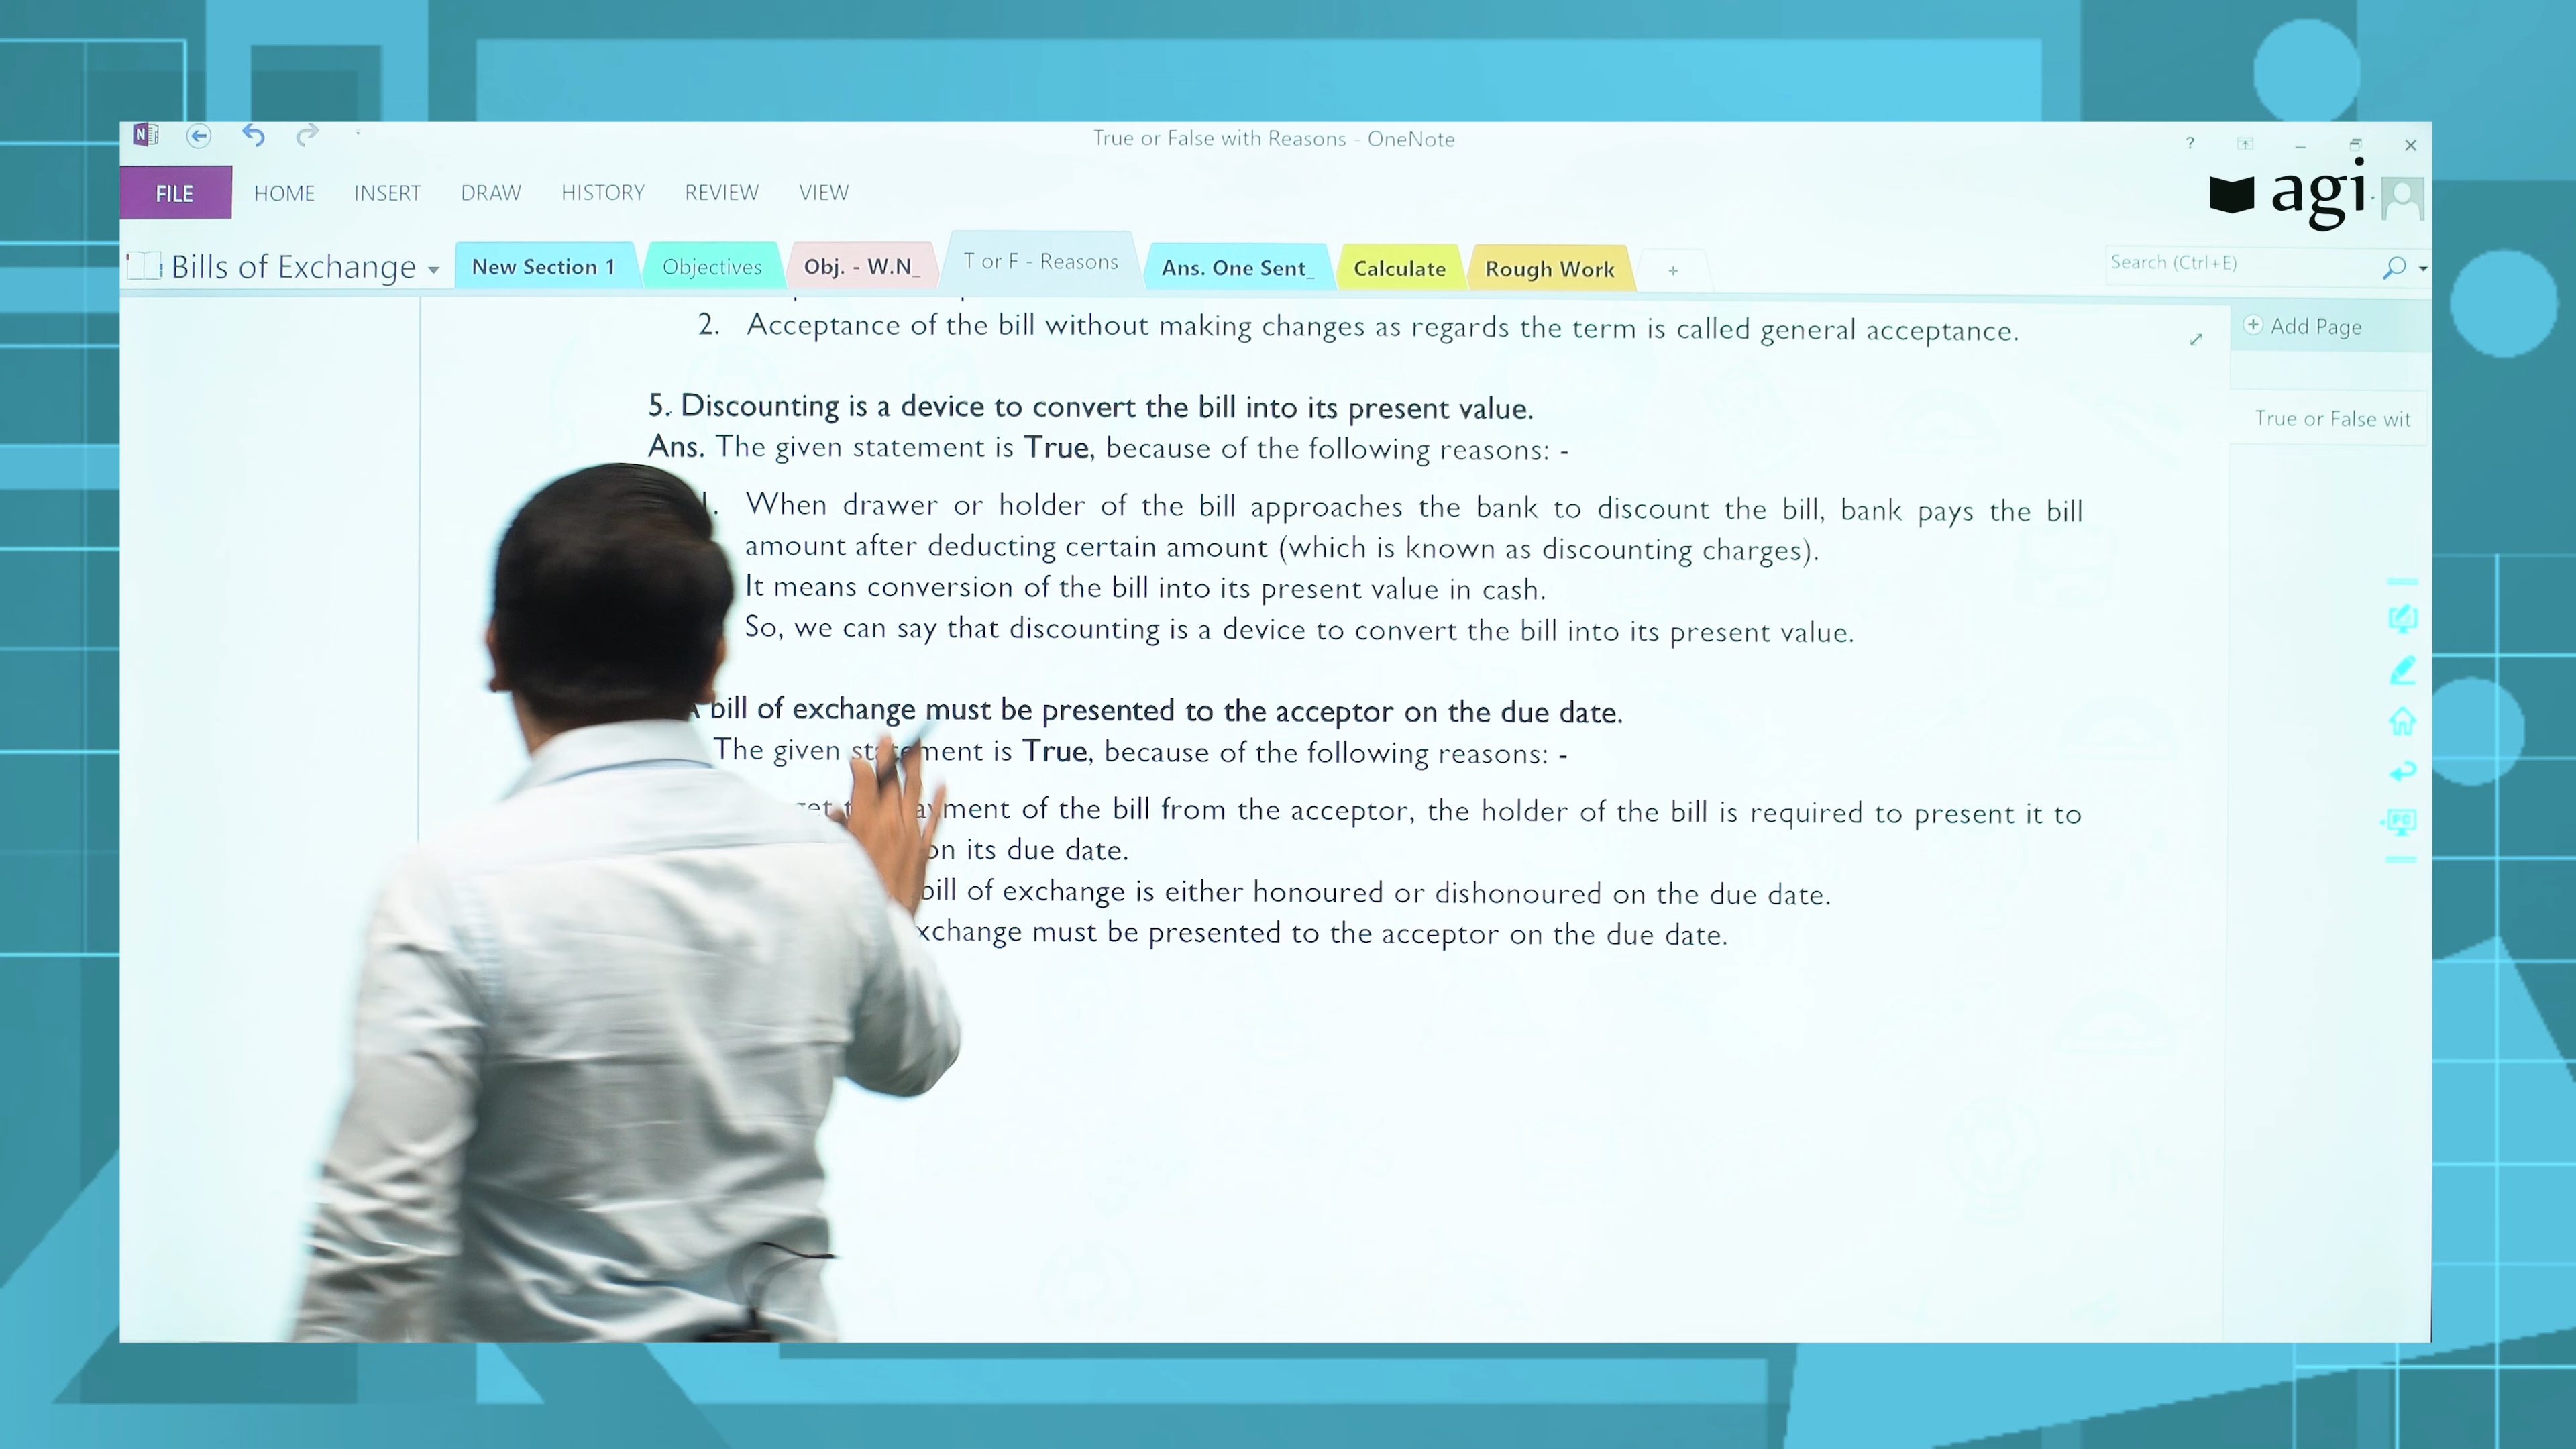 True or False with Reasons - OneNote
?
FILE HOME INSERT DRAW HISTORY REVIEW VIEW
agi
Bills of Exchange New Section 1 Objectives Obj. - W.N_ T or F - Reasons Ans. One Sent_ Calculate Rough Work +
Search (Ctrl+E)
2. Acceptance of the bill without making changes as regards the term is called general acceptance.
Add Page
5. Discounting is a device to convert the bill into its present value.
True or False wit
Ans. The given statement is True, because of the following reasons: -
When drawer or holder of the bill approaches the bank to discount the bill, bank pays the bill
amount after deducting certain amount (which is known as discounting charges).
It means conversion of the bill into its present value in cash.
So, we can say that discounting is a device to convert the bill into its present value.
bill of exchange must be presented to the acceptor on the due date.
The given statement is True, because of the following reasons: -
of the bill from the acceptor, the holder of the bill is required to present it to
on its due date.
bill of exchange is either honoured or dishonoured on the due date.
must be presented to the acceptor on the due date.